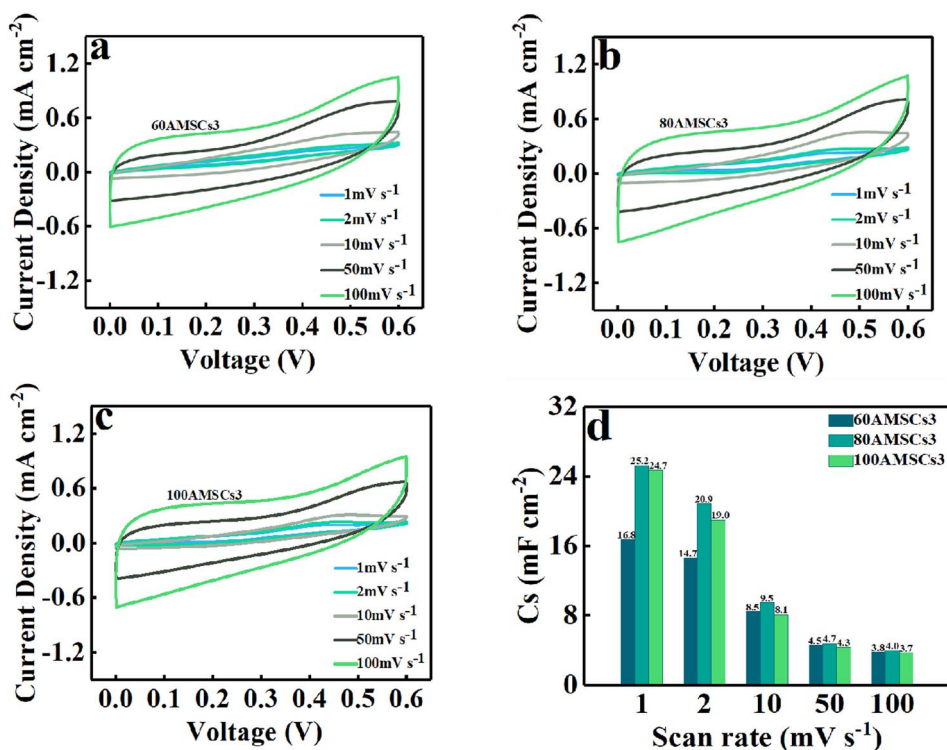 a
60AMSCs3
1.2
0.6
0.0
-0.6
-1.2
Current Density (mA cm⁻²)
0.0 0.1 0.2 0.3 0.4 0.5 0.6
Voltage (V)
1mV s⁻¹
2mV s⁻¹
10mV s⁻¹
50mV s⁻¹
100mV s⁻¹
b
80AMSCs3
1.2
0.6
0.0
-0.6
-1.2
Current Density (mA cm⁻²)
0.0 0.1 0.2 0.3 0.4 0.5 0.6
Voltage (V)
1mV s⁻¹
2mV s⁻¹
10mV s⁻¹
50mV s⁻¹
100mV s⁻¹
c
100AMSCs3
1.2
0.6
0.0
-0.6
-1.2
Current Density (mA cm⁻²)
0.0 0.1 0.2 0.3 0.4 0.5 0.6
Voltage (V)
1mV s⁻¹
2mV s⁻¹
10mV s⁻¹
50mV s⁻¹
100mV s⁻¹
d
60AMSCs3
80AMSCs3
100AMSCs3
32
24
16
8
0
Cs (mF cm⁻²)
16.8 25.2 24.7
14.7 20.9 19.0
8.5 9.5 8.1
4.5 4.7 4.3
3.8 4.0 3.7
1 2 10 50 100
Scan rate (mV s⁻¹)